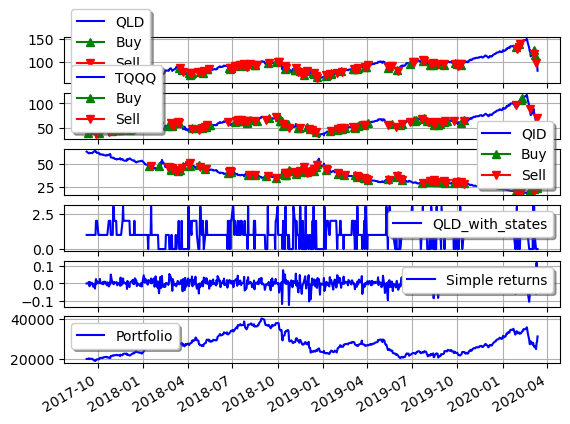 QLD
Buy
Sell
150
100
TQQQ
Buy
Sell
100
50
QID
Buy
Sell
50
25
QLD_with_states
2.5
0.0
Simple returns
0.1
0.0
−0.1
Portfolio
40000
20000
2017-10
2018-01
2018-04
2018-07
2018-10
2019-01
2019-04
2019-07
2019-10
2020-01
2020-04